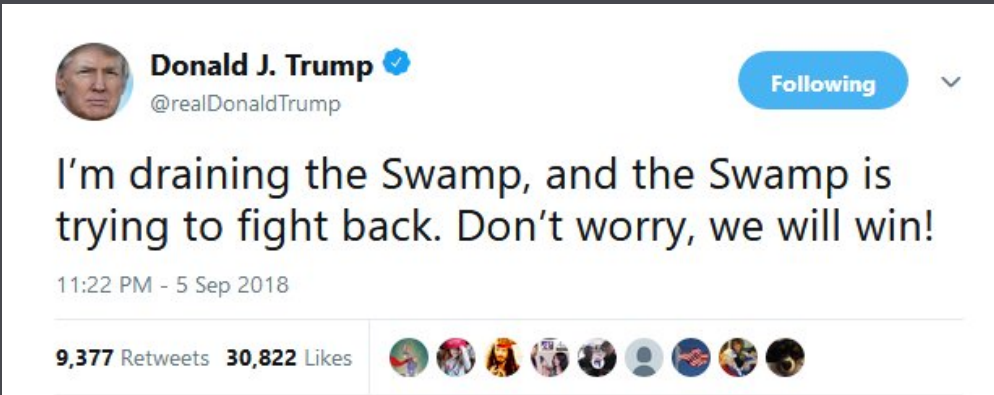 Donald J. Trump
@realDonaldTrump
Following
I’m draining the Swamp, and the Swamp is
trying to fight back. Don’t worry, we will win!
11:22 PM - 5 Sep 2018
9,377 Retweets 30,822 Likes